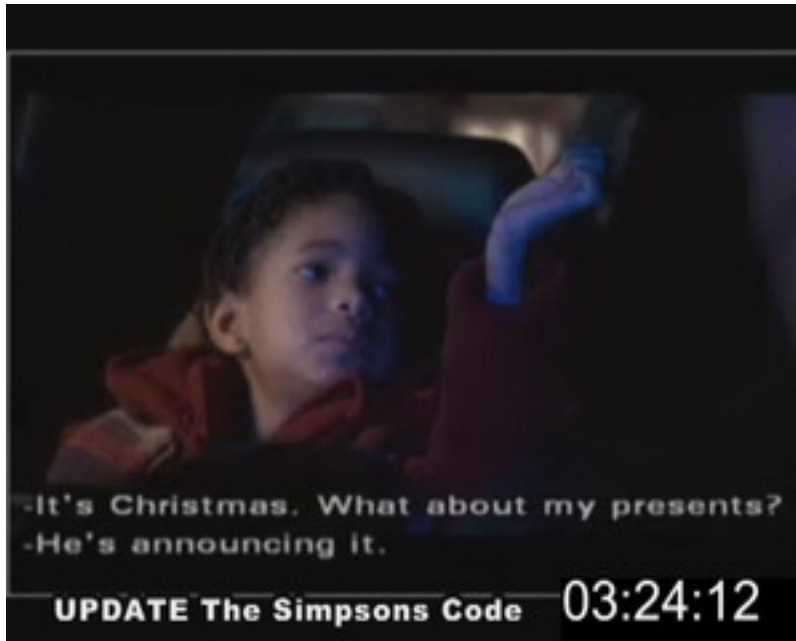 -It's Christmas. What about my presents?
-He's announcing it.
UPDATE The Simpsons Code 03:24:12